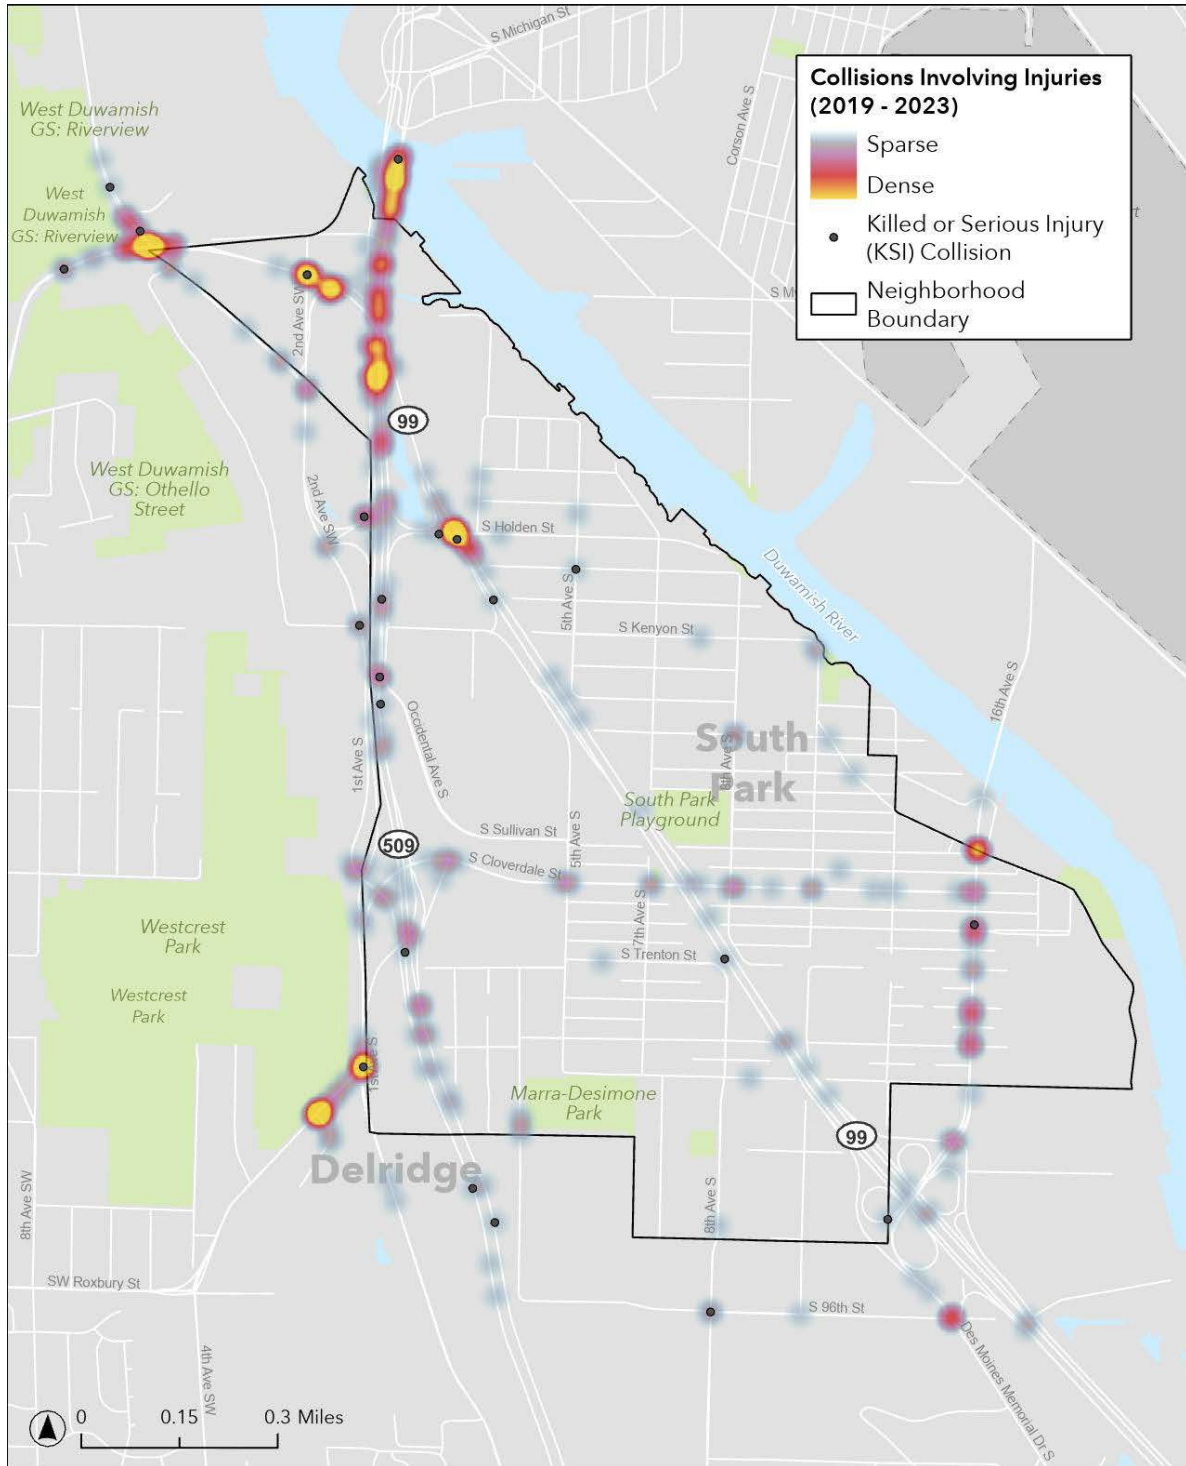 S Michigan St
Collisions Involving Injuries
(2019 - 2023)
Sparse
Dense
Killed or Serious Injury
(KSI) Collision
Neighborhood
Boundary
Corson Ave S
West Duwamish
GS: Riverview
West
Duwamish
GS: Riverview
2nd Ave SW
99
West Duwamish
GS: Othello
Street
2nd Ave SW
S Holden St
Duwamish River
5th Ave S
S Kenyon St
16th Ave S
Occidental Ave S
South
Park
8th Ave S
1st Ave S
South Park
Playground
S Sullivan St
5th Ave S
509
S Cloverdale St
7th Ave S
Westcrest
Park
S Trenton St
Westcrest
Park
1st Ave S
Marra-Desimone
Park
99
Delridge
8th Ave SW
8th Ave S
SW Roxbury St
S 96th St
Des Moines Memorial Dr S
4th Ave SW
0 0.15 0.3 Miles